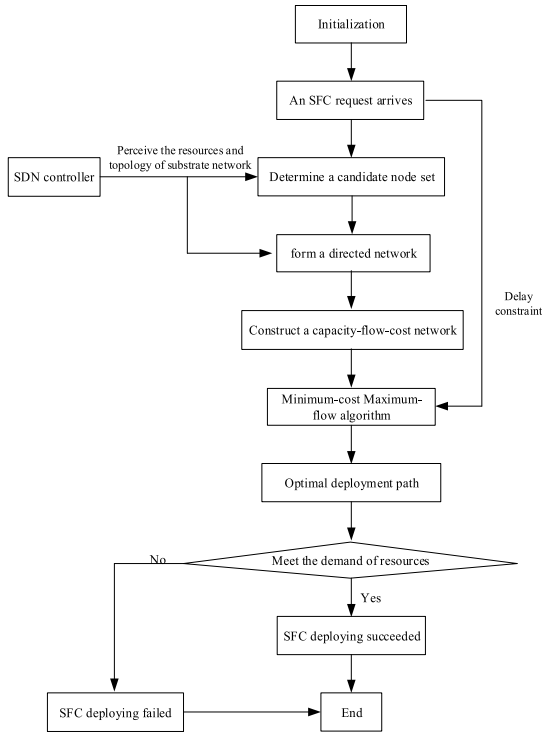 Initialization
An SFC request arrives
Perceive the resources and
topology of substrate network
SDN controller
Determine a candidate node set
form a directed network
Delay
constraint
Construct a capacity-flow-cost network
Minimum-cost Maximum-
flow algorithm
Optimal deployment path
No
Meet the demand of resources
Yes
SFC deploying succeeded
SFC deploying failed
End